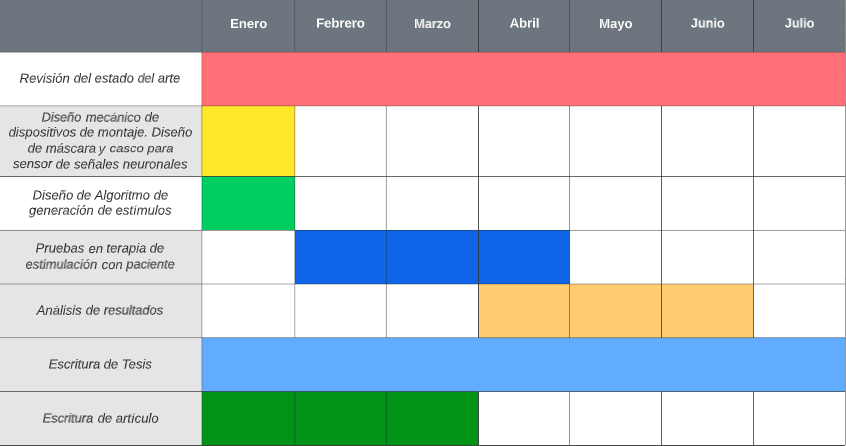 Enero Febrero Marzo Abril Mayo Junio Julio
Revisión del estado del arte
Diseño mecánico de
dispositivos de montaje. Diseño
de máscara y casco para
sensor de señales neuronales
Diseño de Algoritmo de
generación de estímulos
Pruebas en terapia de
estimulación con paciente
Análisis de resultados
Escritura de Tesis
Escritura de artículo